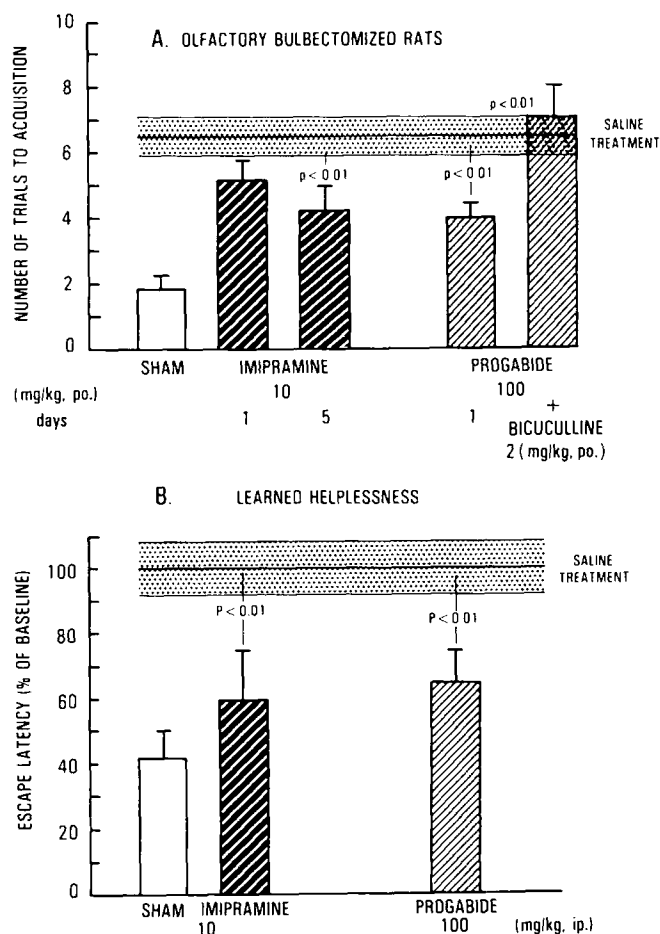 A. OLFACTORY BULBECTOMIZED RATS
NUMBER OF TRIALS TO ACQUISITION
10
8
6
4
2
0
p < 0.01
p < 0.01
p < 0.01
SALINE
TREATMENT
SHAM
IMIPRAMINE
PROGABIDE
(mg/kg, po.)
10
100
days
1
5
1
+
BICUCULLINE
2 (mg/kg, po.)
B. LEARNED HELPLESSNESS
ESCAPE LATENCY (% OF BASELINE)
100
80
60
40
20
0
SALINE
TREATMENT
P < 0.01
P < 0.01
SHAM
IMIPRAMINE
PROGABIDE
10
100
(mg/kg, ip.)